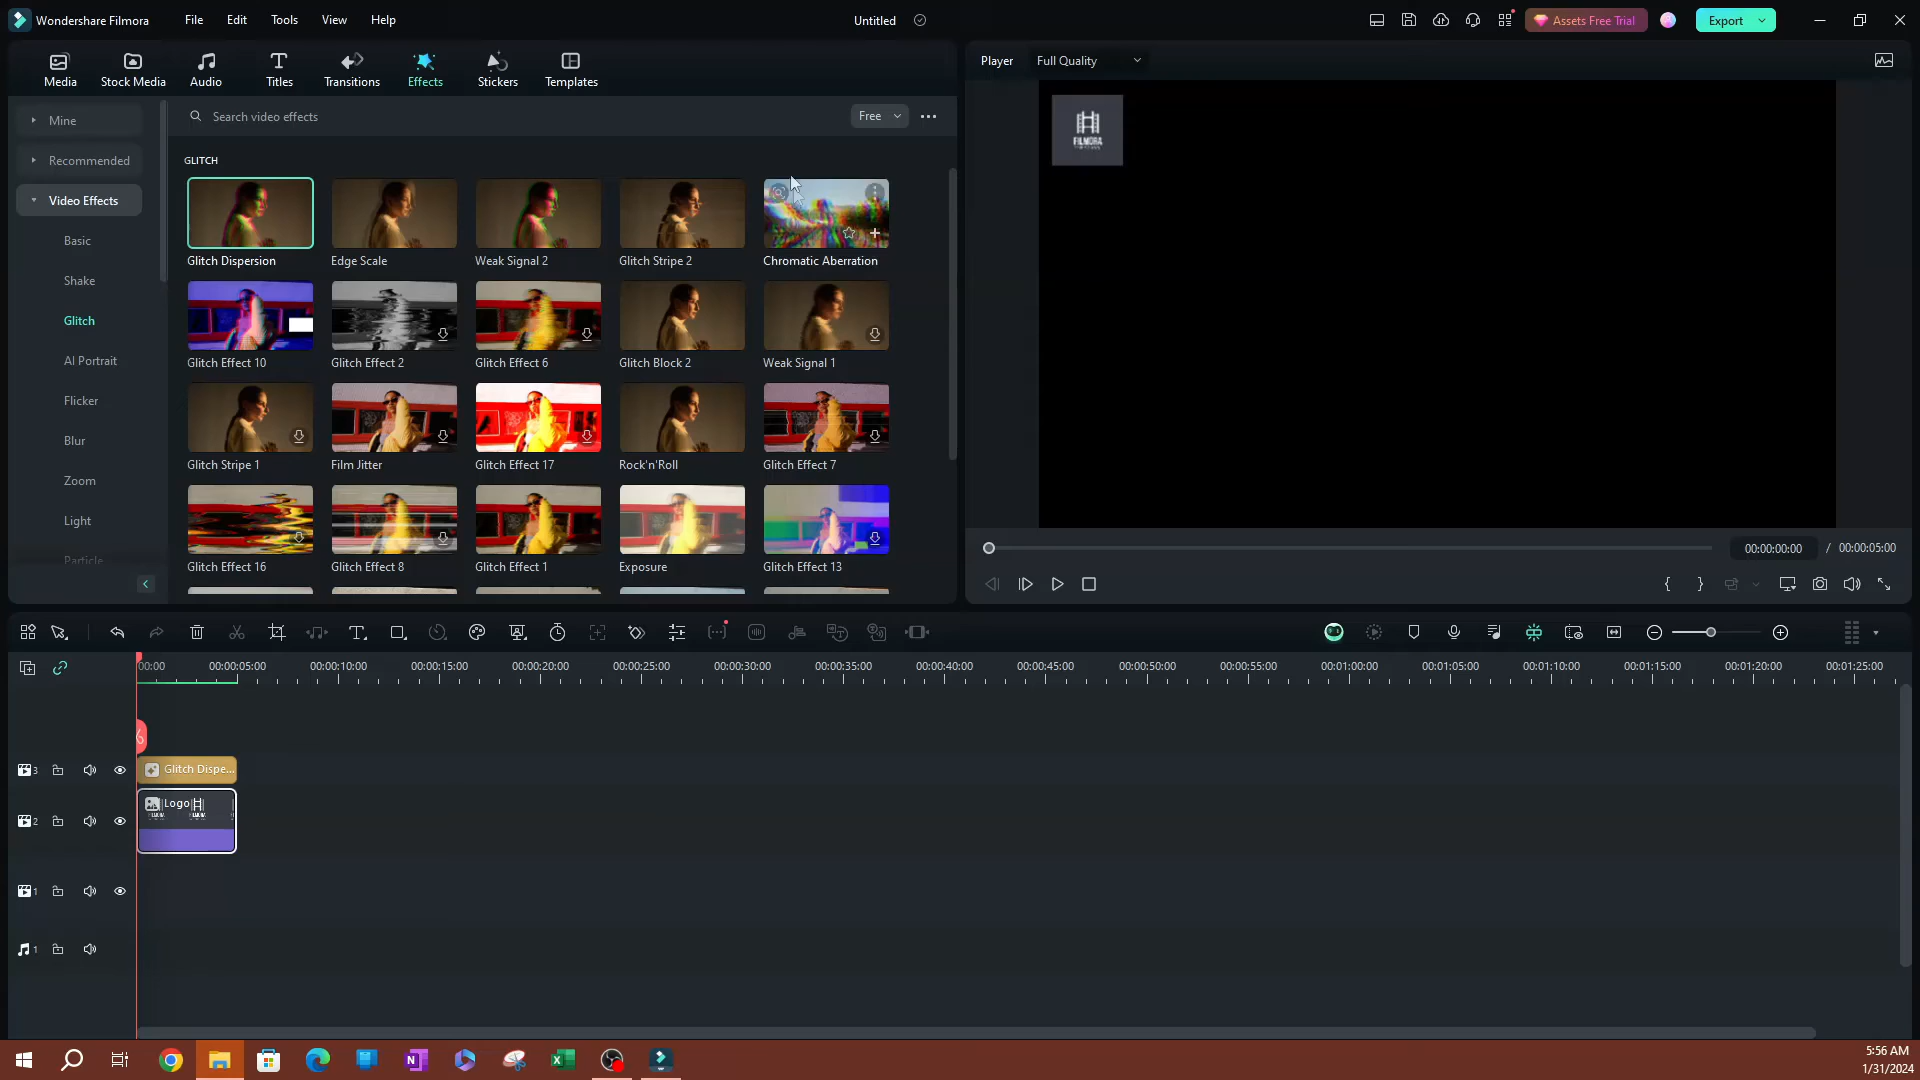 Wondershare Filmora
File
Edit
Tools
View
Help
Untitled
Assets Free Trial
Export
Media
Stock Media
Audio
Titles
Transitions
Effects
Stickers
Templates
Player
Full Quality
Mine
Recommended
Video Effects
Basic
Shake
Glitch
AI Portrait
Flicker
Blur
Zoom
Light
Particle
Search video effects
Free
GLITCH
Glitch Dispersion
Edge Scale
Weak Signal 2
Glitch Stripe 2
Chromatic Aberration
Glitch Effect 10
Glitch Effect 2
Glitch Effect 6
Glitch Block 2
Weak Signal 1
Glitch Stripe 1
Film Jitter
Glitch Effect 17
Rock'n'Roll
Glitch Effect 7
Glitch Effect 16
Glitch Effect 8
Glitch Effect 1
Exposure
Glitch Effect 13
FILMORA
00:00:00:00 / 00:00:05:00
00:00
00:00:05:00
00:00:10:00
00:00:15:00
00:00:20:00
00:00:25:00
00:00:30:00
00:00:35:00
00:00:40:00
00:00:45:00
00:00:50:00
00:00:55:00
00:01:00:00
00:01:05:00
00:01:10:00
00:01:15:00
00:01:20:00
00:01:25:00
3
Glitch Dispe...
2
Logo
1
1
5:56 AM
1/31/2024